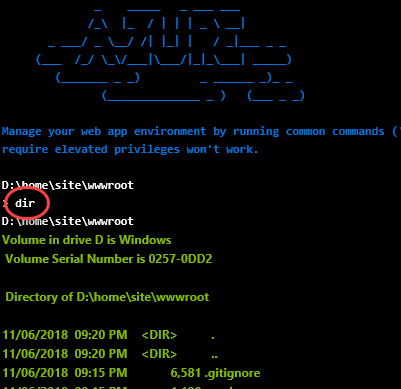 Manage your web app environment by running common commands ('
require elevated privileges won't work.
D:\home\site\wwwroot
> dir
D:\home\site\wwwroot
Volume in drive D is Windows
Volume Serial Number is 0257-0DD2
Directory of D:\home\site\wwwroot
11/06/2018 09:20 PM <DIR> .
11/06/2018 09:20 PM <DIR> ..
11/06/2018 09:15 PM 6,581 .gitignore